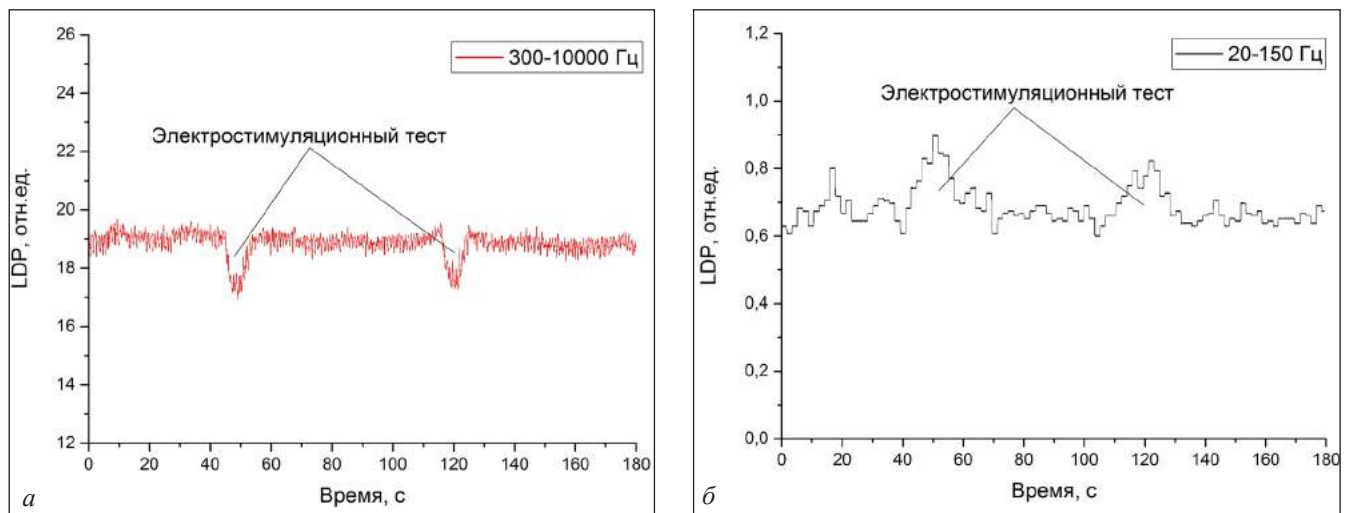 26
24
22
20
18
16
14
12
LDP, отн.ед.
300-10000 Гц
Электростимуляционный тест
0 20 40 60 80 100 120 140 160 180
Время, с
а
1,2
1,0
0,8
0,6
0,4
0,2
0,0
LDP, отн.ед.
20-150 Гц
Электростимуляционный тест
0 20 40 60 80 100 120 140 160 180
Время, с
б